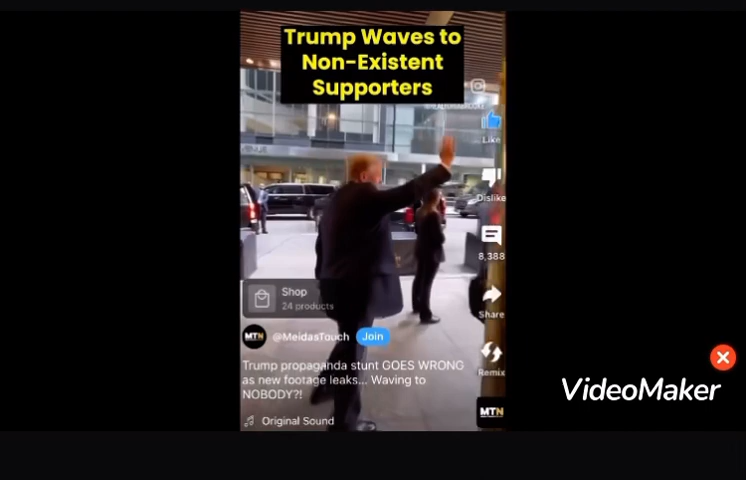 Trump Waves to
Non-Existent
Supporters
Like
Dislike
8,388
Share
Remix
Shop
24 products
MTN
@MeidasTouch
Join
Trump propaganda stunt GOES WRONG
as new footage leaks... Waving to
NOBODY?!
Original Sound
MTN
VideoMaker